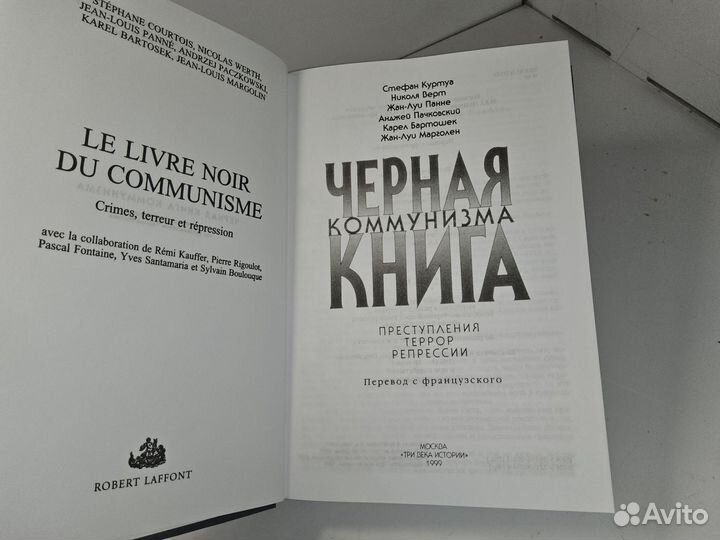 STÉPHANE COURTOIS, NICOLAS WERTH,
JEAN-LOUIS PANNÉ, ANDRZEJ PACZKOWSKI,
KAREL BARTOSEK, JEAN-LOUIS MARGOLIN
LE LIVRE NOIR
DU COMMUNISME
Crimes, terreur et répression
avec la collaboration de Rémi Kauffer, Pierre Rigoulot,
Pascal Fontaine, Yves Santamaria et Sylvain Boulouque
ROBERT LAFFONT
Стефан Куртуа
Николя Верт
Жан-Луи Панне
Анджей Пачковский
Карел Бартошек
Жан-Луи Марголен
ЧЕРНАЯ
КОММУНИЗМА
КНИГА
ПРЕСТУПЛЕНИЯ
ТЕРРОР
РЕПРЕССИИ
Перевод с французского
МОСКВА
«ТРИ ВЕКА ИСТОРИИ»
1999
Avito